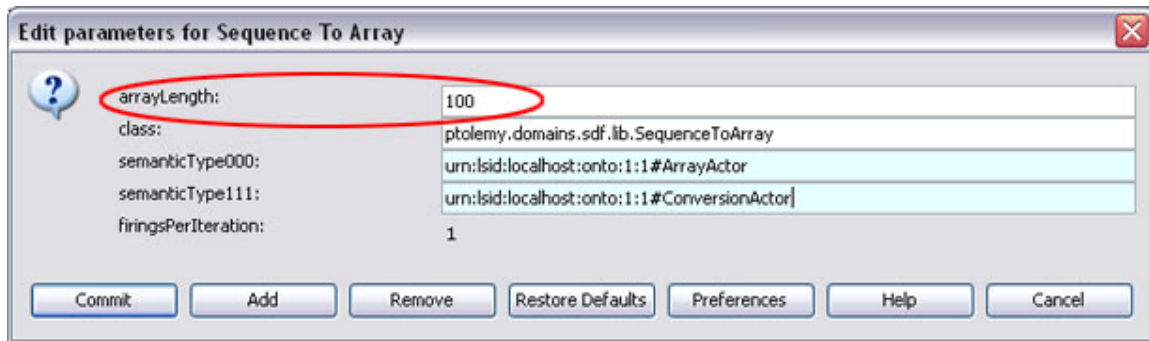 Edit parameters for Sequence To Array
?
arrayLength: 100
class: ptolemy.domains.sdf.lib.SequenceToArray
semanticType000: urn:lsid:localhost:onto:1:1#ArrayActor
semanticType111: urn:lsid:localhost:onto:1:1#ConversionActor
firingsPerIteration: 1
Commit Add Remove Restore Defaults Preferences Help Cancel